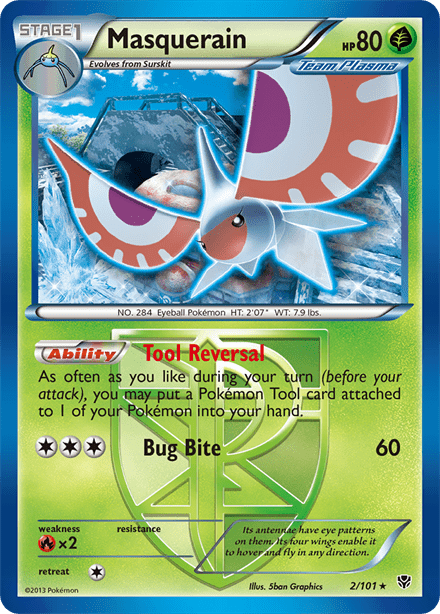 STAGE1
Masquerain
HP80
Evolves from Surskit
Team Plasma
NO. 284 Eyeball Pokémon HT: 2'07" WT: 7.9 lbs.
Ability Tool Reversal
As often as you like during your turn (before your
attack), you may put a Pokémon Tool card attached
to 1 of your Pokémon into your hand.
Bug Bite 60
weakness resistance
×2
retreat
Its antennae have eye patterns
on them. Its four wings enable it
to hover and fly in any direction.
©2013 Pokémon
Illus. 5ban Graphics
2/101 ★